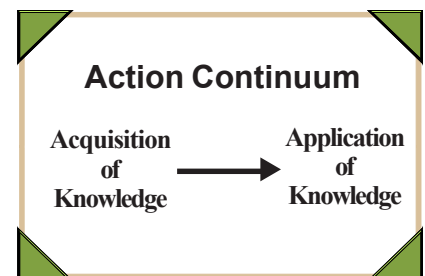 Action Continuum
Acquisition
of
Knowledge
Application
of
Knowledge